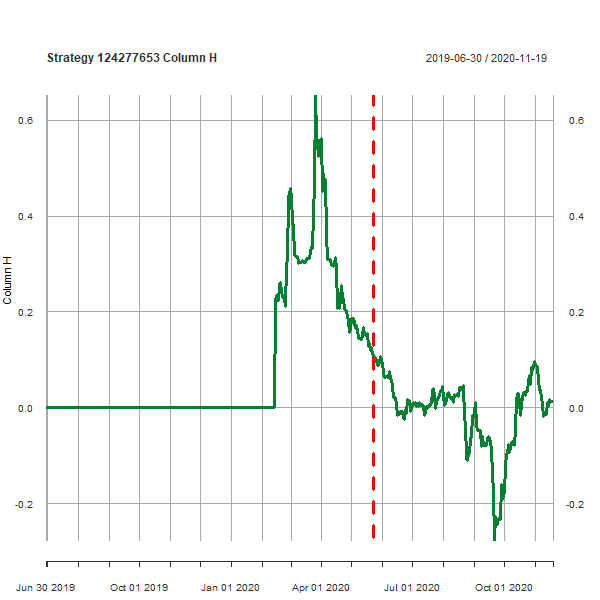 Strategy 124277653 Column H
2019-06-30 / 2020-11-19
0.6
0.6
0.4
0.4
Column H
0.2
0.2
0.0
0.0
-0.2
-0.2
Jun 30 2019
Oct 01 2019
Jan 01 2020
Apr 01 2020
Jul 01 2020
Oct 01 2020